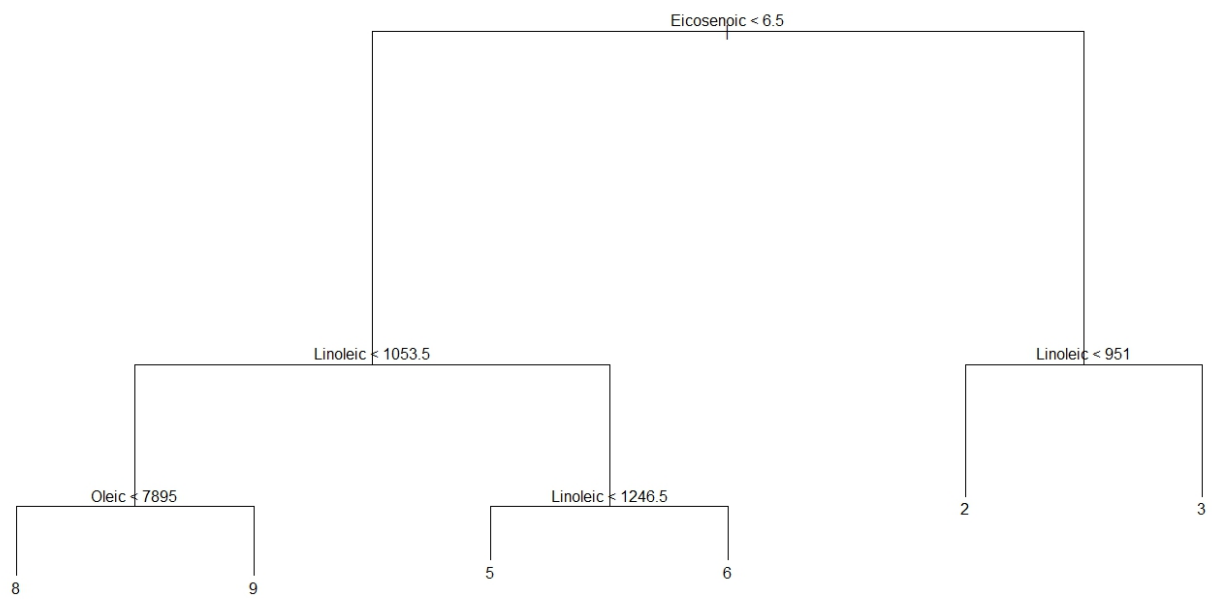 Eicosenoic < 6.5
Linoleic < 1053.5
Linoleic < 951
Oleic < 7895
Linoleic < 1246.5
2
3
5
6
8
9